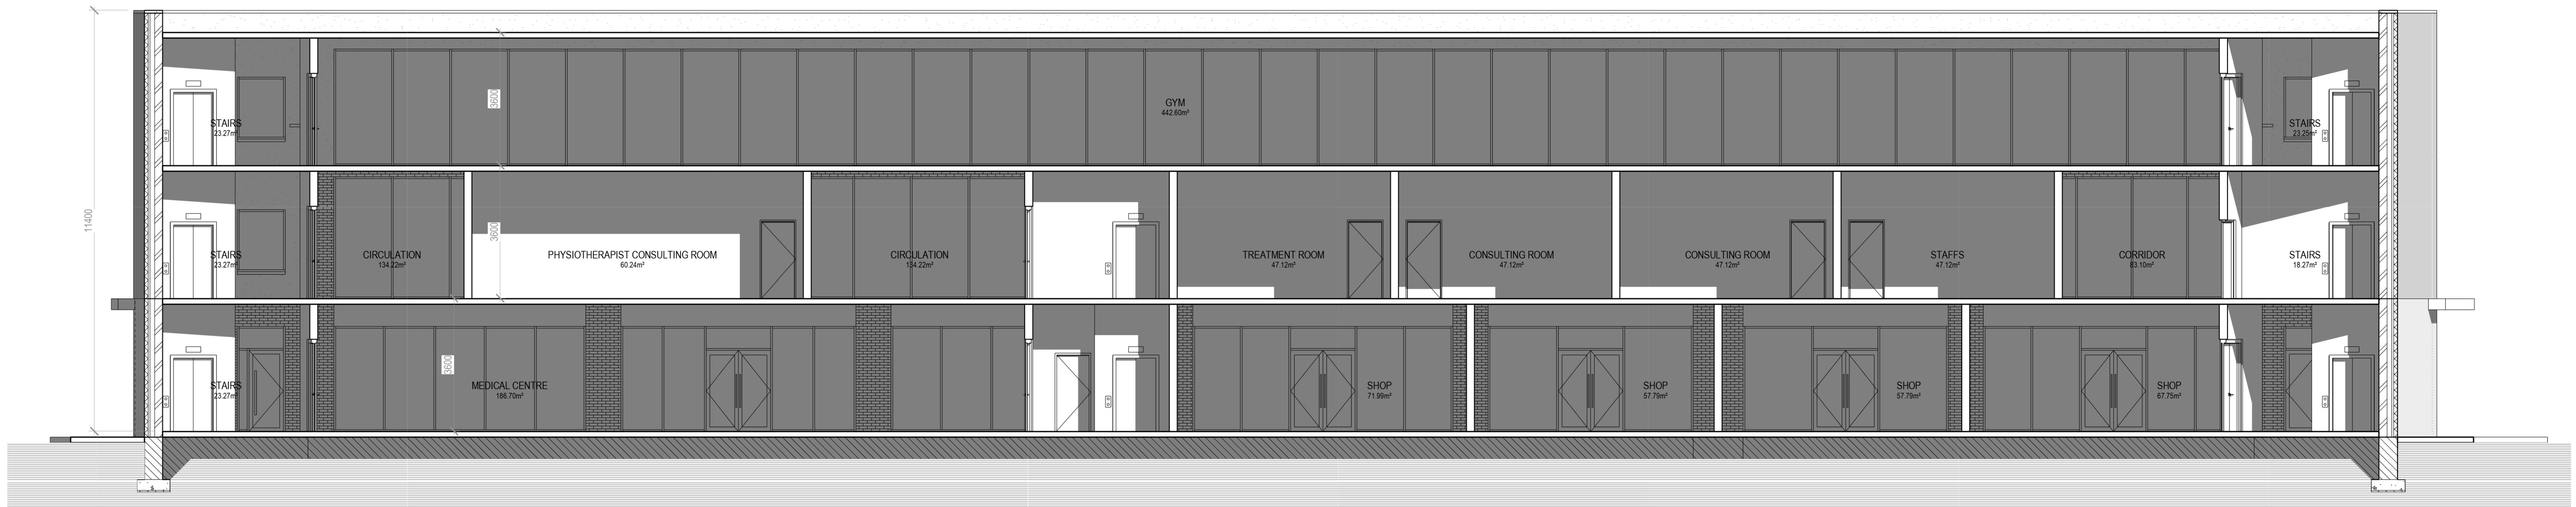 11400
3600
GYM
442.60m²
STAIRS
23.27m²
STAIRS
23.25m²
3600
STAIRS
23.27m²
CIRCULATION
134.22m²
PHYSIOTHERAPIST CONSULTING ROOM
60.24m²
CIRCULATION
134.22m²
TREATMENT ROOM
47.12m²
CONSULTING ROOM
47.12m²
CONSULTING ROOM
47.12m²
STAFFS
47.12m²
CORRIDOR
83.10m²
STAIRS
18.27m²
3600
STAIRS
23.27m²
MEDICAL CENTRE
186.70m²
SHOP
71.99m²
SHOP
57.79m²
SHOP
57.79m²
SHOP
67.75m²